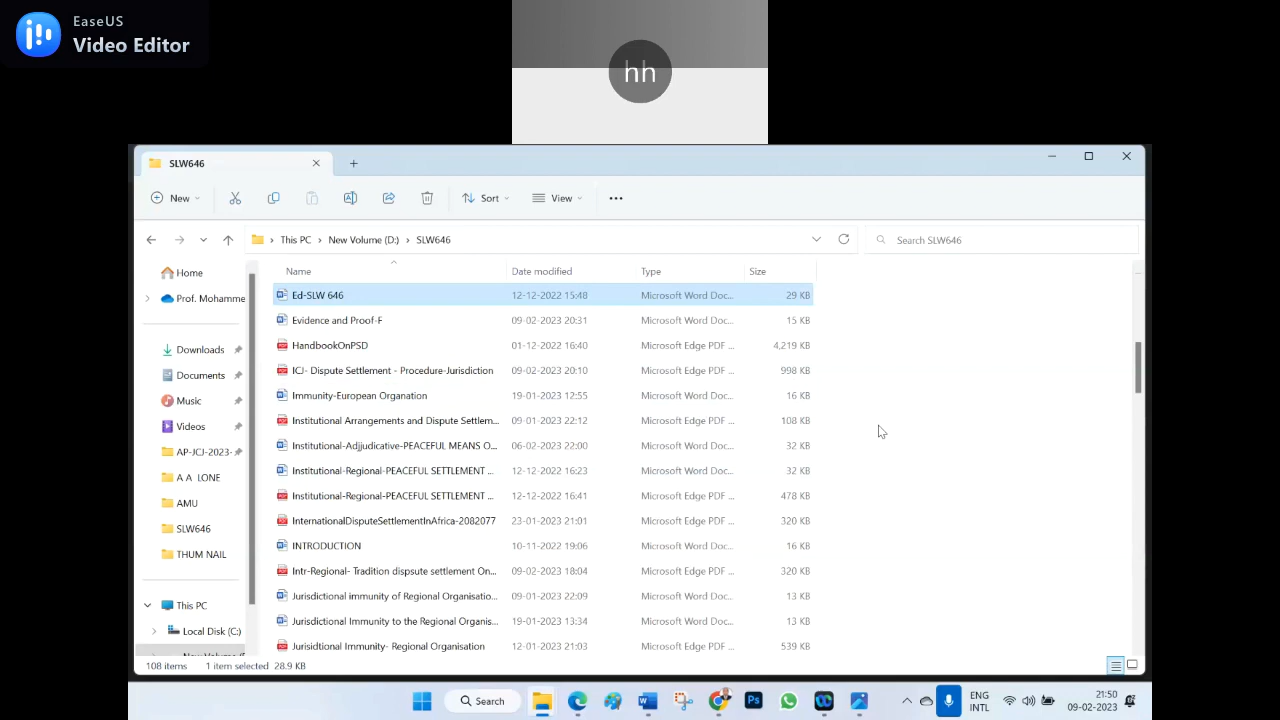 EaseUS
Video Editor
hh
SLW646
New
Sort
View
This PC > New Volume (D:) > SLW646
Search SLW646
Name Date modified Type Size
Home
Prof. Mohamme
Downloads
Documents
Music
Videos
AP-JCJ-2023-
A A LONE
AMU
SLW646
THUM NAIL
This PC
Local Disk (C:)
Ed-SLW 646 12-12-2022 15:48 Microsoft Word Doc... 29 KB
Evidence and Proof-F 09-02-2023 20:31 Microsoft Word Doc... 15 KB
HandbookOnPSD 01-12-2022 16:40 Microsoft Edge PDF ... 4,219 KB
ICJ- Dispute Settlement - Procedure-Jurisdiction 09-02-2023 20:10 Microsoft Edge PDF ... 998 KB
Immunity-European Organation 19-01-2023 12:55 Microsoft Word Doc... 16 KB
Institutional Arrangements and Dispute Settlem... 09-01-2023 22:12 Microsoft Edge PDF ... 108 KB
Institutional-Adjjudicative-PEACEFUL MEANS O... 06-02-2023 22:00 Microsoft Word Doc... 32 KB
Institutional-Regional-PEACEFUL SETTLEMENT ... 12-12-2022 16:23 Microsoft Word Doc... 32 KB
Institutional-Regional-PEACEFUL SETTLEMENT ... 12-12-2022 16:41 Microsoft Edge PDF ... 478 KB
InternationalDisputeSettlementInAfrica-2082077 23-01-2023 21:01 Microsoft Edge PDF ... 320 KB
INTRODUCTION 10-11-2022 19:06 Microsoft Word Doc... 16 KB
Intr-Regional- Tradition dispsute settlement On... 09-02-2023 18:04 Microsoft Edge PDF ... 320 KB
Jurisdictional immunity of Regional Organisatio... 09-01-2023 22:09 Microsoft Word Doc... 13 KB
Jurisdictional Immunity to the Regional Organis... 19-01-2023 13:34 Microsoft Word Doc... 13 KB
Jurisidtional Immunity- Regional Organisation 12-01-2023 21:03 Microsoft Edge PDF ... 539 KB
108 items 1 item selected 28.9 KB
Search
Ps
ENG
INTL
21:50
09-02-2023